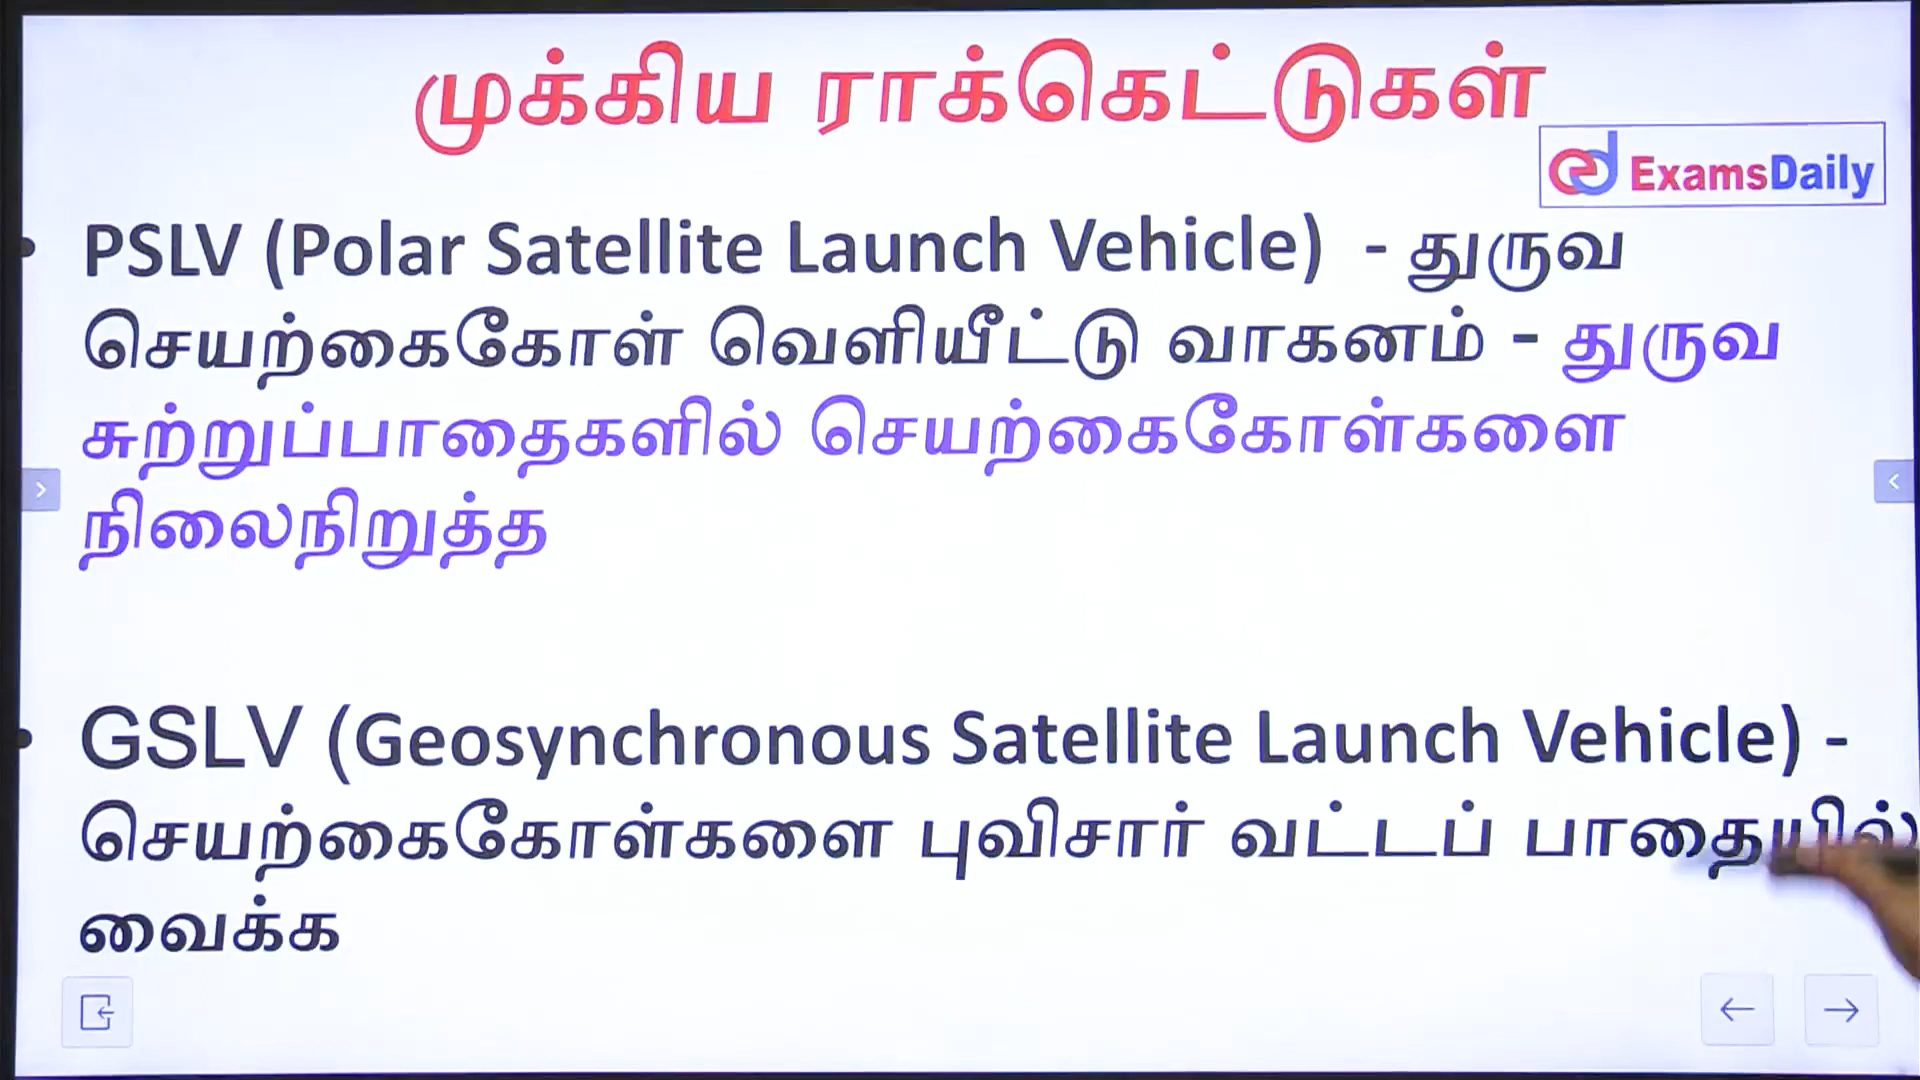 முக்கிய ராக்கெட்டுகள்
ExamsDaily
• PSLV (Polar Satellite Launch Vehicle) - துருவ
செயற்கைகோள் வெளியீட்டு வாகனம் - துருவ
சுற்றுப்பாதைகளில் செயற்கைகோள்களை
நிலைநிறுத்த
• GSLV (Geosynchronous Satellite Launch Vehicle) -
செயற்கைகோள்களை புவிசார் வட்டப் பாதையில்
வைக்க